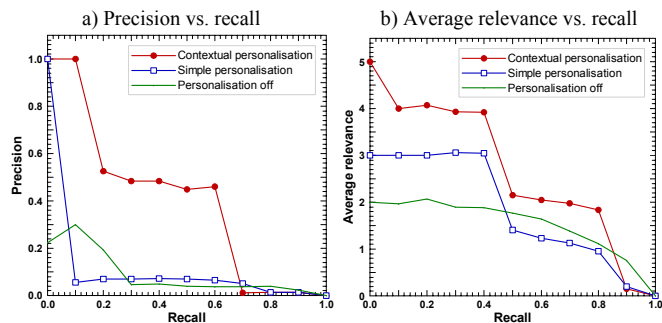 a) Precision vs. recall
b) Average relevance vs. recall
Contextual personalisation
Simple personalisation
Personalisation off
1.0
0.8
0.6
0.4
0.2
0.0
Precision
0.0 0.2 0.4 0.6 0.8 1.0
Recall
Contextual personalisation
Simple personalisation
Personalisation off
5
4
3
2
1
0
Average relevance
0.0 0.2 0.4 0.6 0.8 1.0
Recall